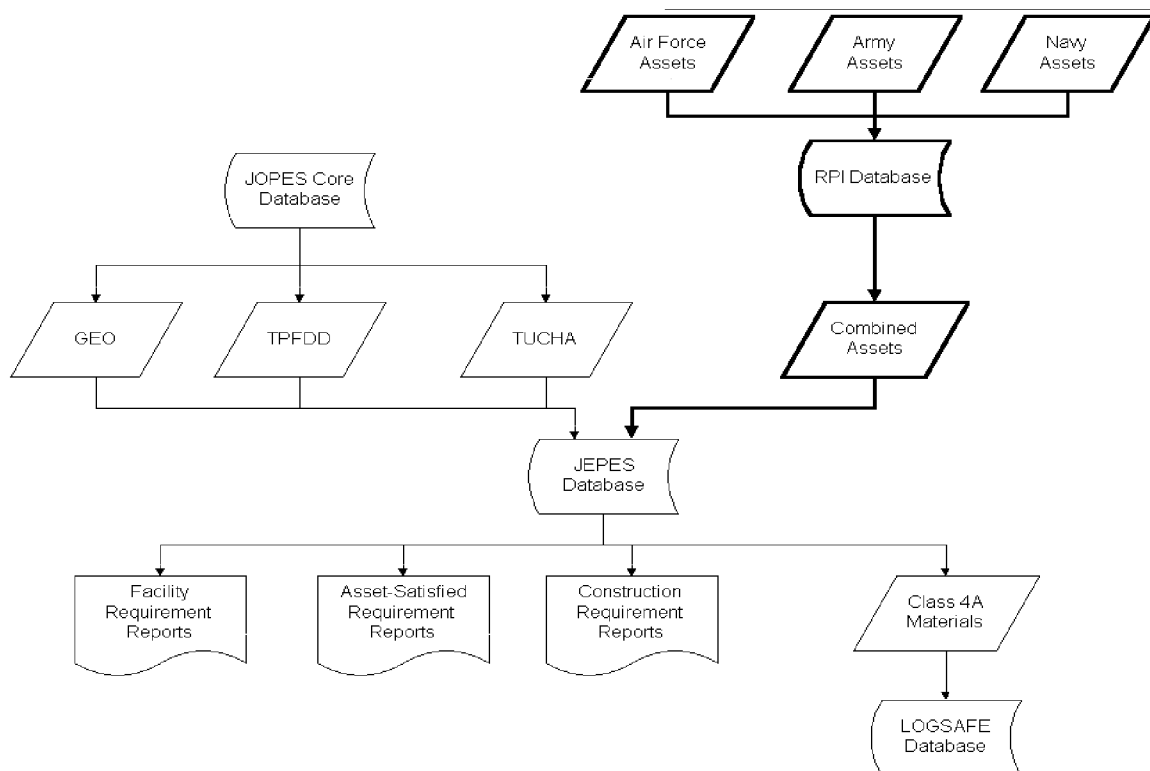 Air Force
Assets
Army
Assets
Navy
Assets
RPI Database
JOPES Core
Database
GEO
TPFDD
TUCHA
Combined
Assets
JEPES
Database
Facility
Requirement
Reports
Asset-Satisfied
Requirement
Reports
Construction
Requirement
Reports
Class 4A
Materials
LOGSAFE
Database